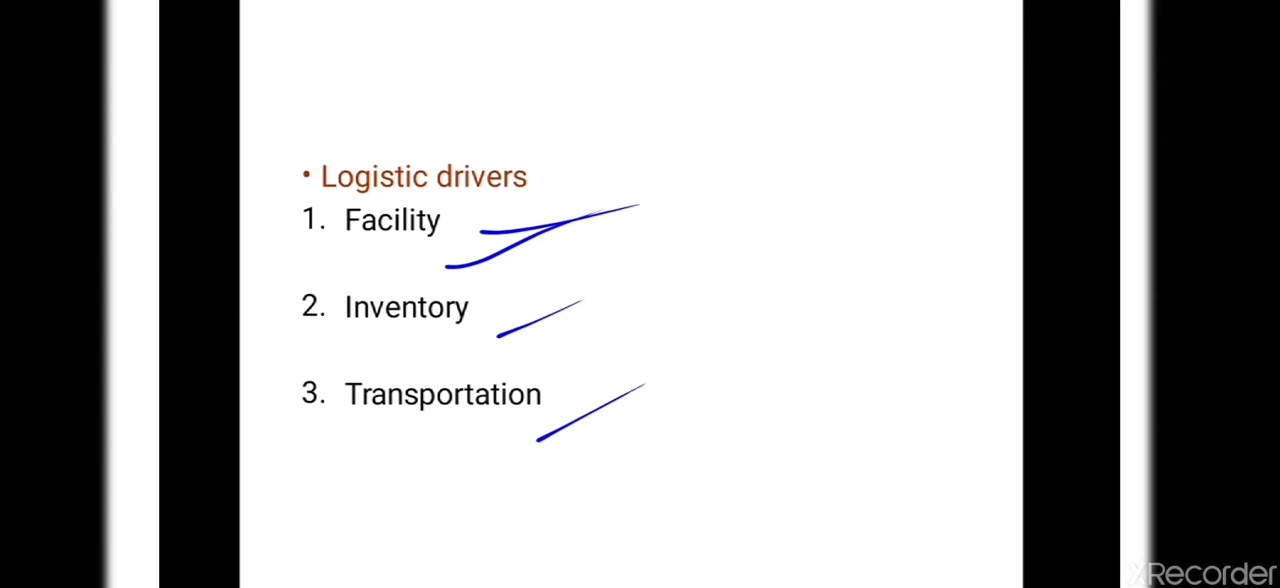 • Logistic drivers
1. Facility
2. Inventory
3. Transportation
XRecorder